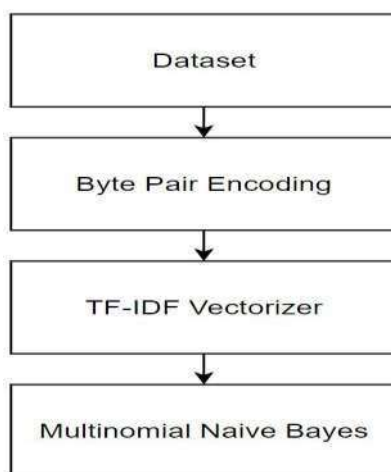 Dataset
Byte Pair Encoding
TF-IDF Vectorizer
Multinomial Naive Bayes